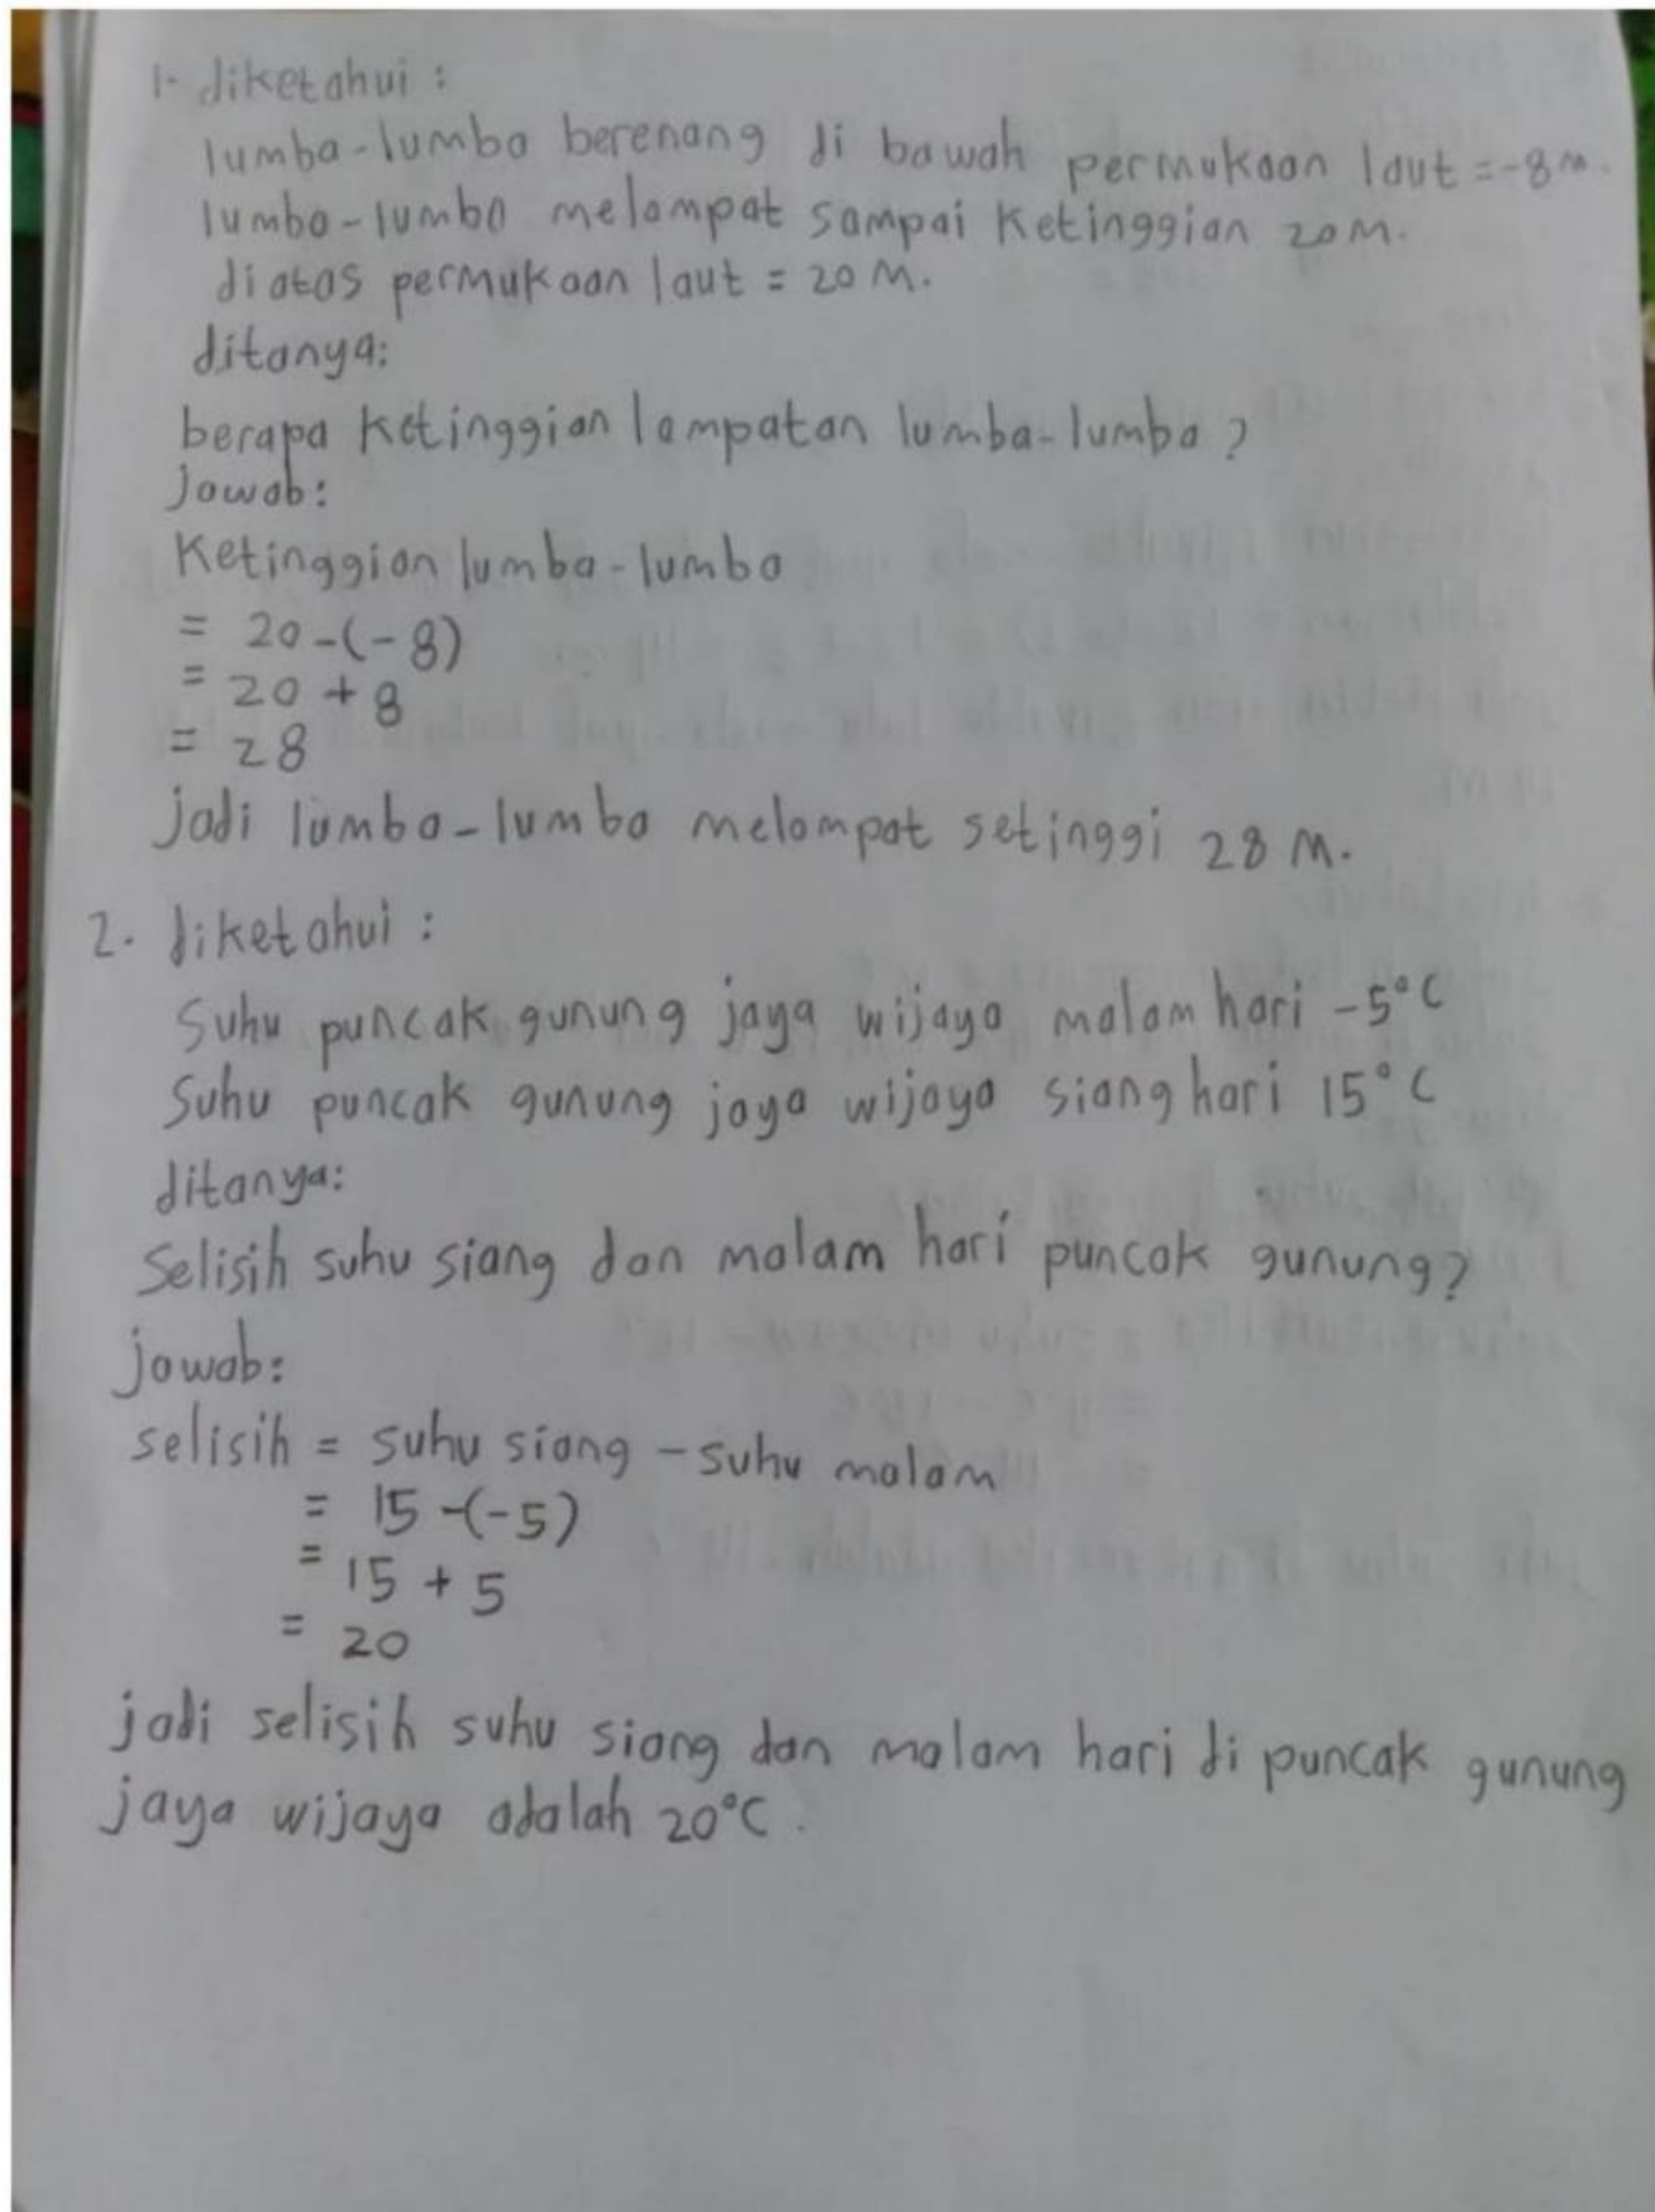 1. diketahui :
lumba-lumba berenang di bawah permukaan laut = -8 m.
lumba-lumba melompat sampai ketinggian 20 M.
diatas permukaan laut = 20 M.
ditanya:
berapa ketinggian lompatan lumba-lumba ?
Jawab:
Ketinggian lumba-lumba
= 20 - (-8)
= 20 + 8
= 28
jadi lumba-lumba melompat setinggi 28 M.
2. diketahui :
Suhu puncak gunung jaya wijaya malam hari -5°C
Suhu puncak gunung jaya wijaya siang hari 15°C
ditanya:
Selisih suhu siang dan malam hari puncak gunung?
jawab:
selisih = suhu siang - suhu malam
= 15 - (-5)
= 15 + 5
= 20
jadi selisih suhu siang dan malam hari di puncak gunung
jaya wijaya adalah 20°C.